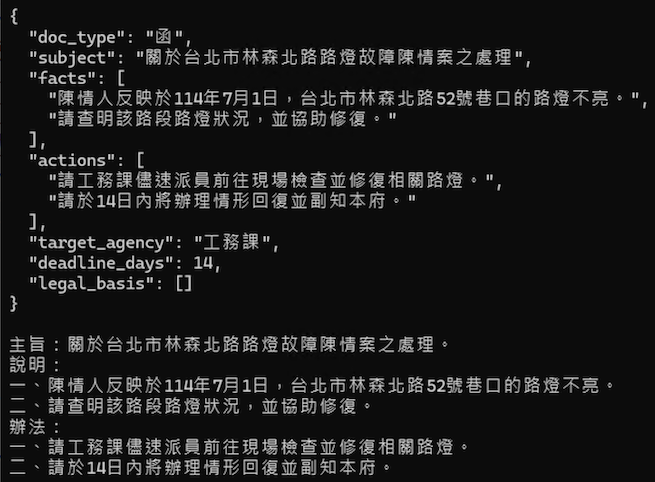 {
  "doc_type": "函",
  "subject": "關於台北市林森北路路燈故障陳情案之處理",
  "facts": [
    "陳情人反映於114年7月1日，台北市林森北路52號巷口的路燈不亮。",
    "請查明該路段路燈狀況，並協助修復。"
  ],
  "actions": [
    "請工務課儘速派員前往現場檢查並修復相關路燈。",
    "請於14日內將辦理情形回復並副知本府。"
  ],
  "target_agency": "工務課",
  "deadline_days": 14,
  "legal_basis": []
}
主旨：關於台北市林森北路路燈故障陳情案之處理。
說明：
一、陳情人反映於114年7月1日，台北市林森北路52號巷口的路燈不亮。
二、請查明該路段路燈狀況，並協助修復。
辦法：
一、請工務課儘速派員前往現場檢查並修復相關路燈。
二、請於14日內將辦理情形回復並副知本府。